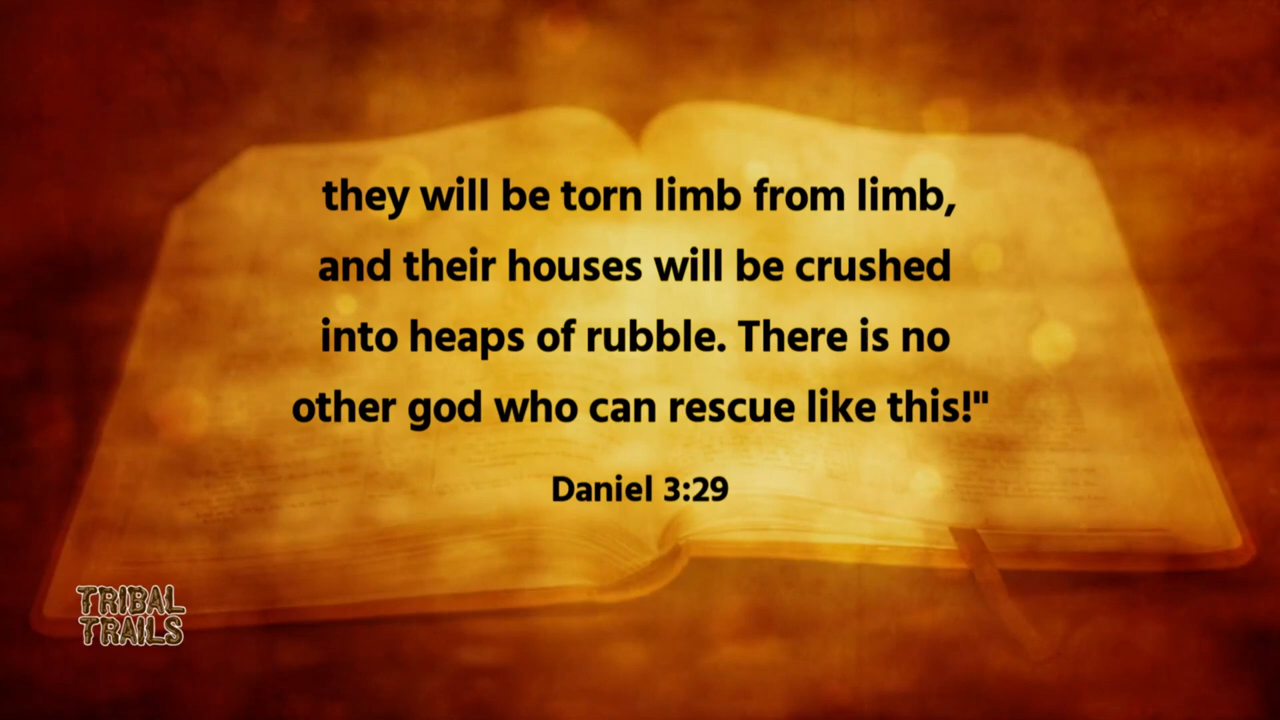 they will be torn limb from limb,
and their houses will be crushed
into heaps of rubble. There is no
other god who can rescue like this!"
Daniel 3:29
TRIBAL
TRAILS